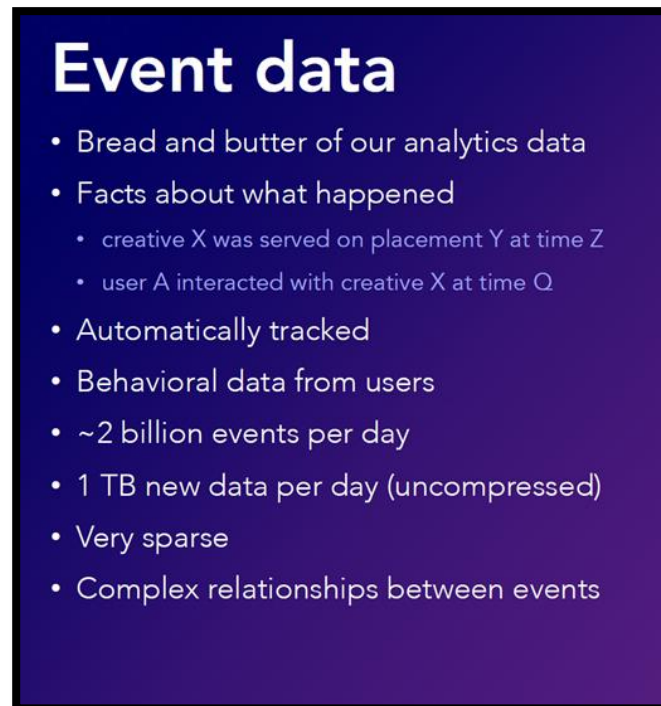 Event data
• Bread and butter of our analytics data
• Facts about what happened
• creative X was served on placement Y at time Z
• user A interacted with creative X at time Q
• Automatically tracked
• Behavioral data from users
• ~2 billion events per day
• 1 TB new data per day (uncompressed)
• Very sparse
• Complex relationships between events